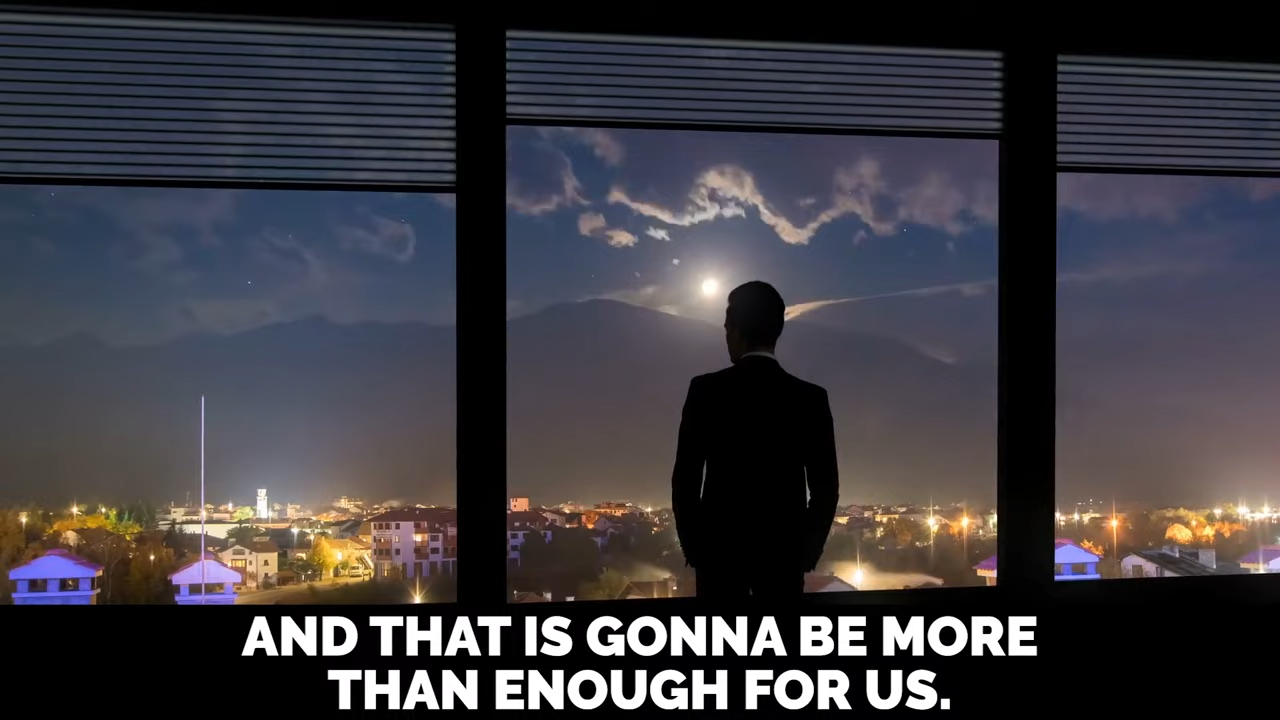 AND THAT IS GONNA BE MORE
THAN ENOUGH FOR US.